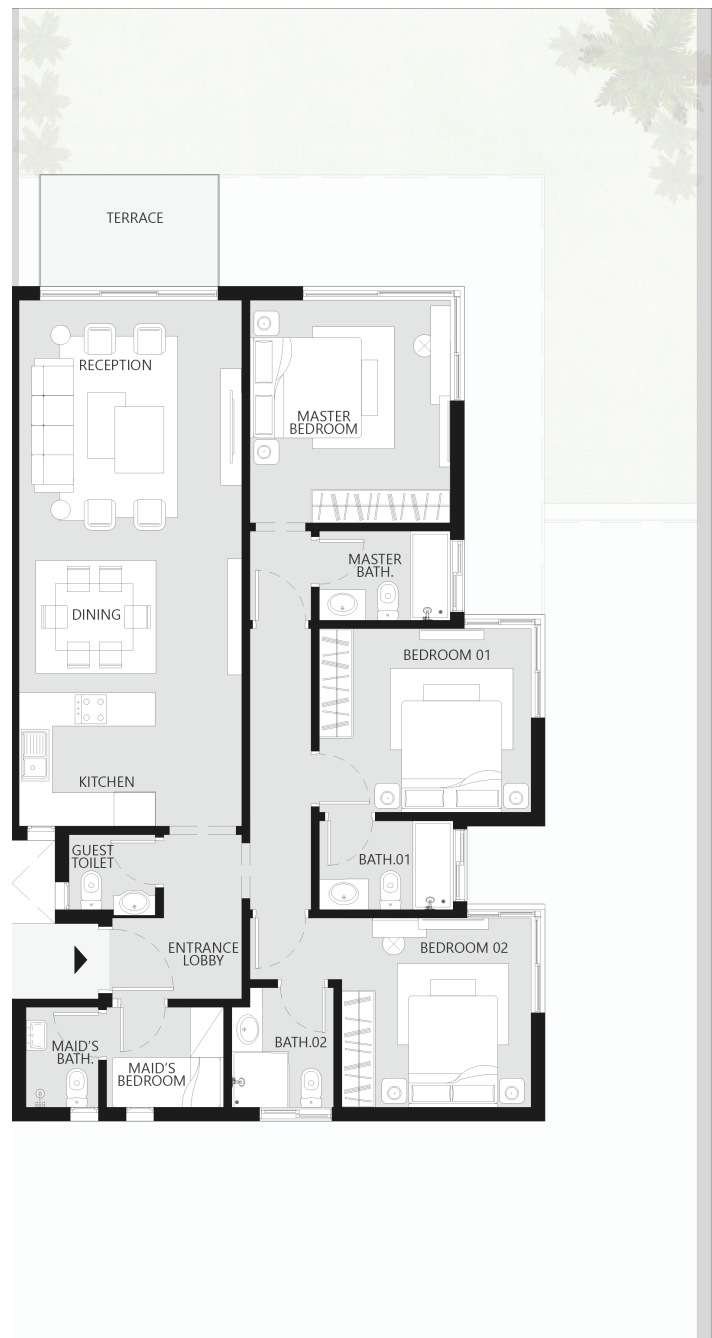 TERRACE
RECEPTION
MASTER
BEDROOM
MASTER
BATH.
DINING
BEDROOM 01
KITCHEN
GUEST
TOILET
BATH.01
ENTRANCE
LOBBY
BEDROOM 02
MAID'S
BATH.
BATH.02
MAID'S
BEDROOM